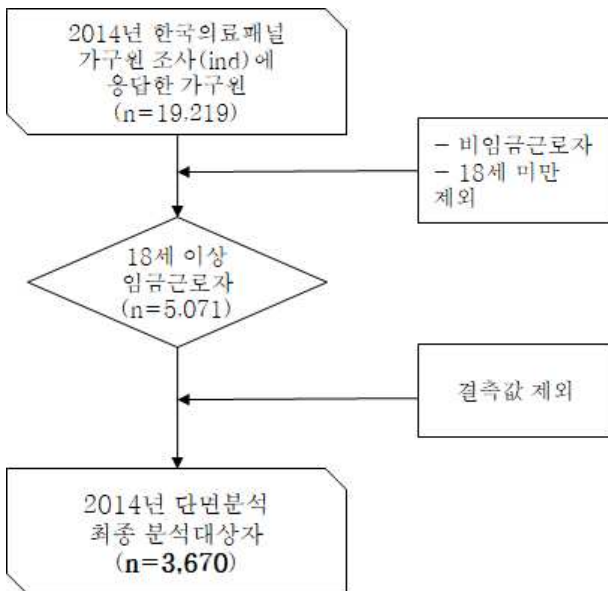 2014년 한국의료패널
가구원 조사(ind)에
응답한 가구원
(n=19,219)
- 비임금근로자
- 18세 미만
제외
18세 이상
임금근로자
(n=5,071)
결측값 제외
2014년 단면분석
최종 분석대상자
(n=3,670)